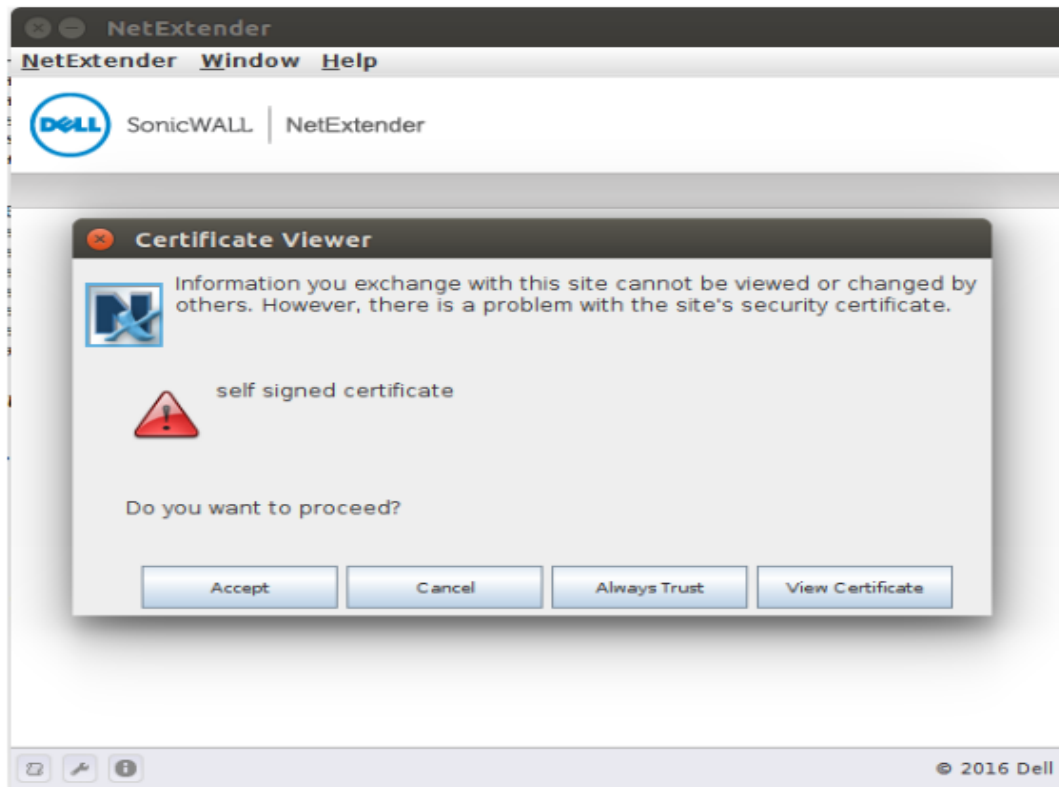 NetExtender
NetExtender Window Help
DELL SonicWALL NetExtender
Certificate Viewer
Information you exchange with this site cannot be viewed or changed by
others. However, there is a problem with the site's security certificate.
self signed certificate
Do you want to proceed?
Accept Cancel Always Trust View Certificate
© 2016 Dell